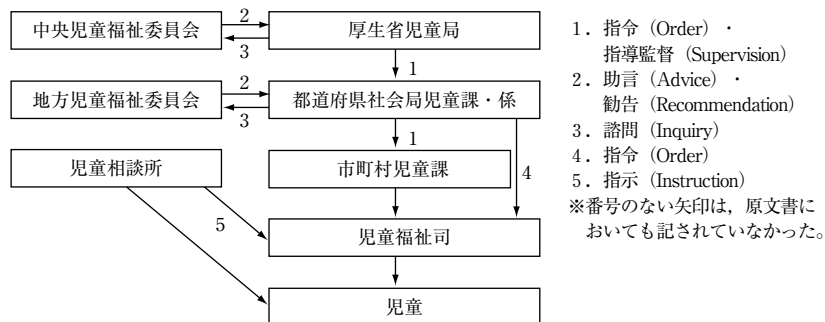 中央児童福祉委員会
2
3
厚生省児童局
1
地方児童福祉委員会
2
3
都道府県社会局児童課・係
1
児童相談所
市町村児童課
4
5
児童福祉司
児童
1．指令（Order）・
指導監督（Supervision）
2．助言（Advice）・
勧告（Recommendation）
3．諮問（Inquiry）
4．指令（Order）
5．指示（Instruction）
※番号のない矢印は，原文書に
おいても記されていなかった。